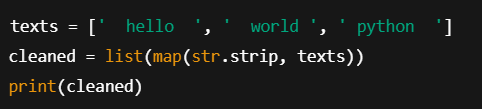 texts = ['  hello  ', '  world ', ' python  ']
cleaned = list(map(str.strip, texts))
print(cleaned)